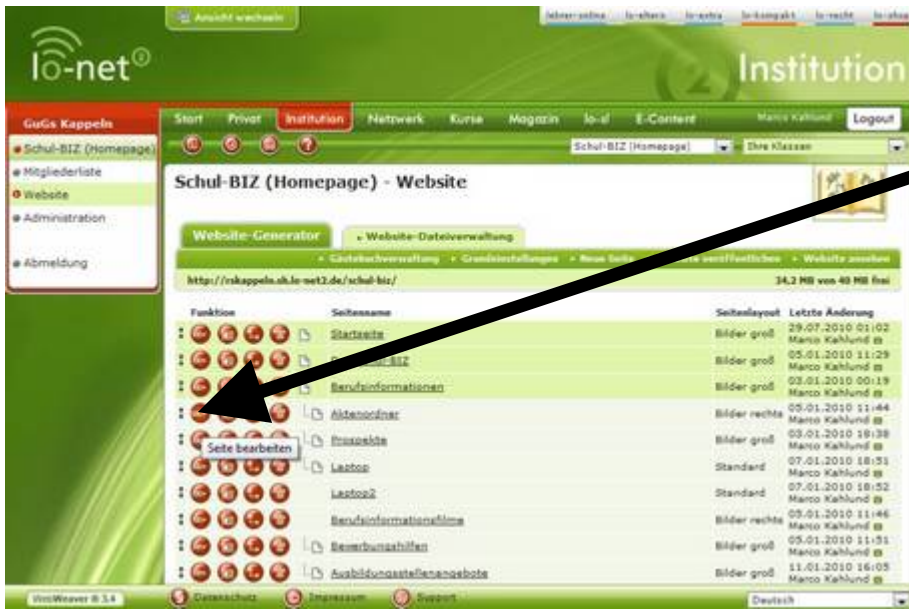 Ansicht wechseln
lehrer-online lo-eltern lo-extra lo-kompakt lo-recht lo-shop
lo-net²
Institution
GuGs Kappeln
Start Privat Institution Netzwerk Kurse Magazin lo-al E-Content Marco Kahlund Logout
Schul-BIZ (Homepage)
Mitgliederliste
Website
Administration
Abmeldung
Schul-BIZ (Homepage) Ihre Klassen
Schul-BIZ (Homepage) - Website
Website-Generator Website-Dateiverwaltung
Gästebuchverwaltung Grundeinstellungen Neue Seite veröffentlichen Website ansehen
http://rskappeln.sh.lo-net2.de/schul-biz/ 34,2 MB von 40 MB frei
Funktion Seitenname Seitenlayout Letzte Änderung
Startseite Bilder groß 29.07.2010 01:02
Marco Kahlund
Bilder groß 05.01.2010 11:29
Marco Kahlund
Berufsinformationen Bilder groß 03.01.2010 00:19
Marco Kahlund
Aktenordner Bilder rechts 05.01.2010 11:44
Marco Kahlund
Prospekte Bilder groß 03.01.2010 18:38
Marco Kahlund
Seite bearbeiten
Laptop Standard 07.01.2010 18:51
Marco Kahlund
Laptop2 Standard 07.01.2010 18:52
Marco Kahlund
Berufsinformationsfilme Bilder rechts 05.01.2010 11:46
Marco Kahlund
Bewerbungshilfen Bilder groß 05.01.2010 11:51
Marco Kahlund
Ausbildungsstellenangebote Bilder groß 11.01.2010 16:05
Marco Kahlund
WebWeaver ® 3.4 Datenschutz Impressum Support Deutsch